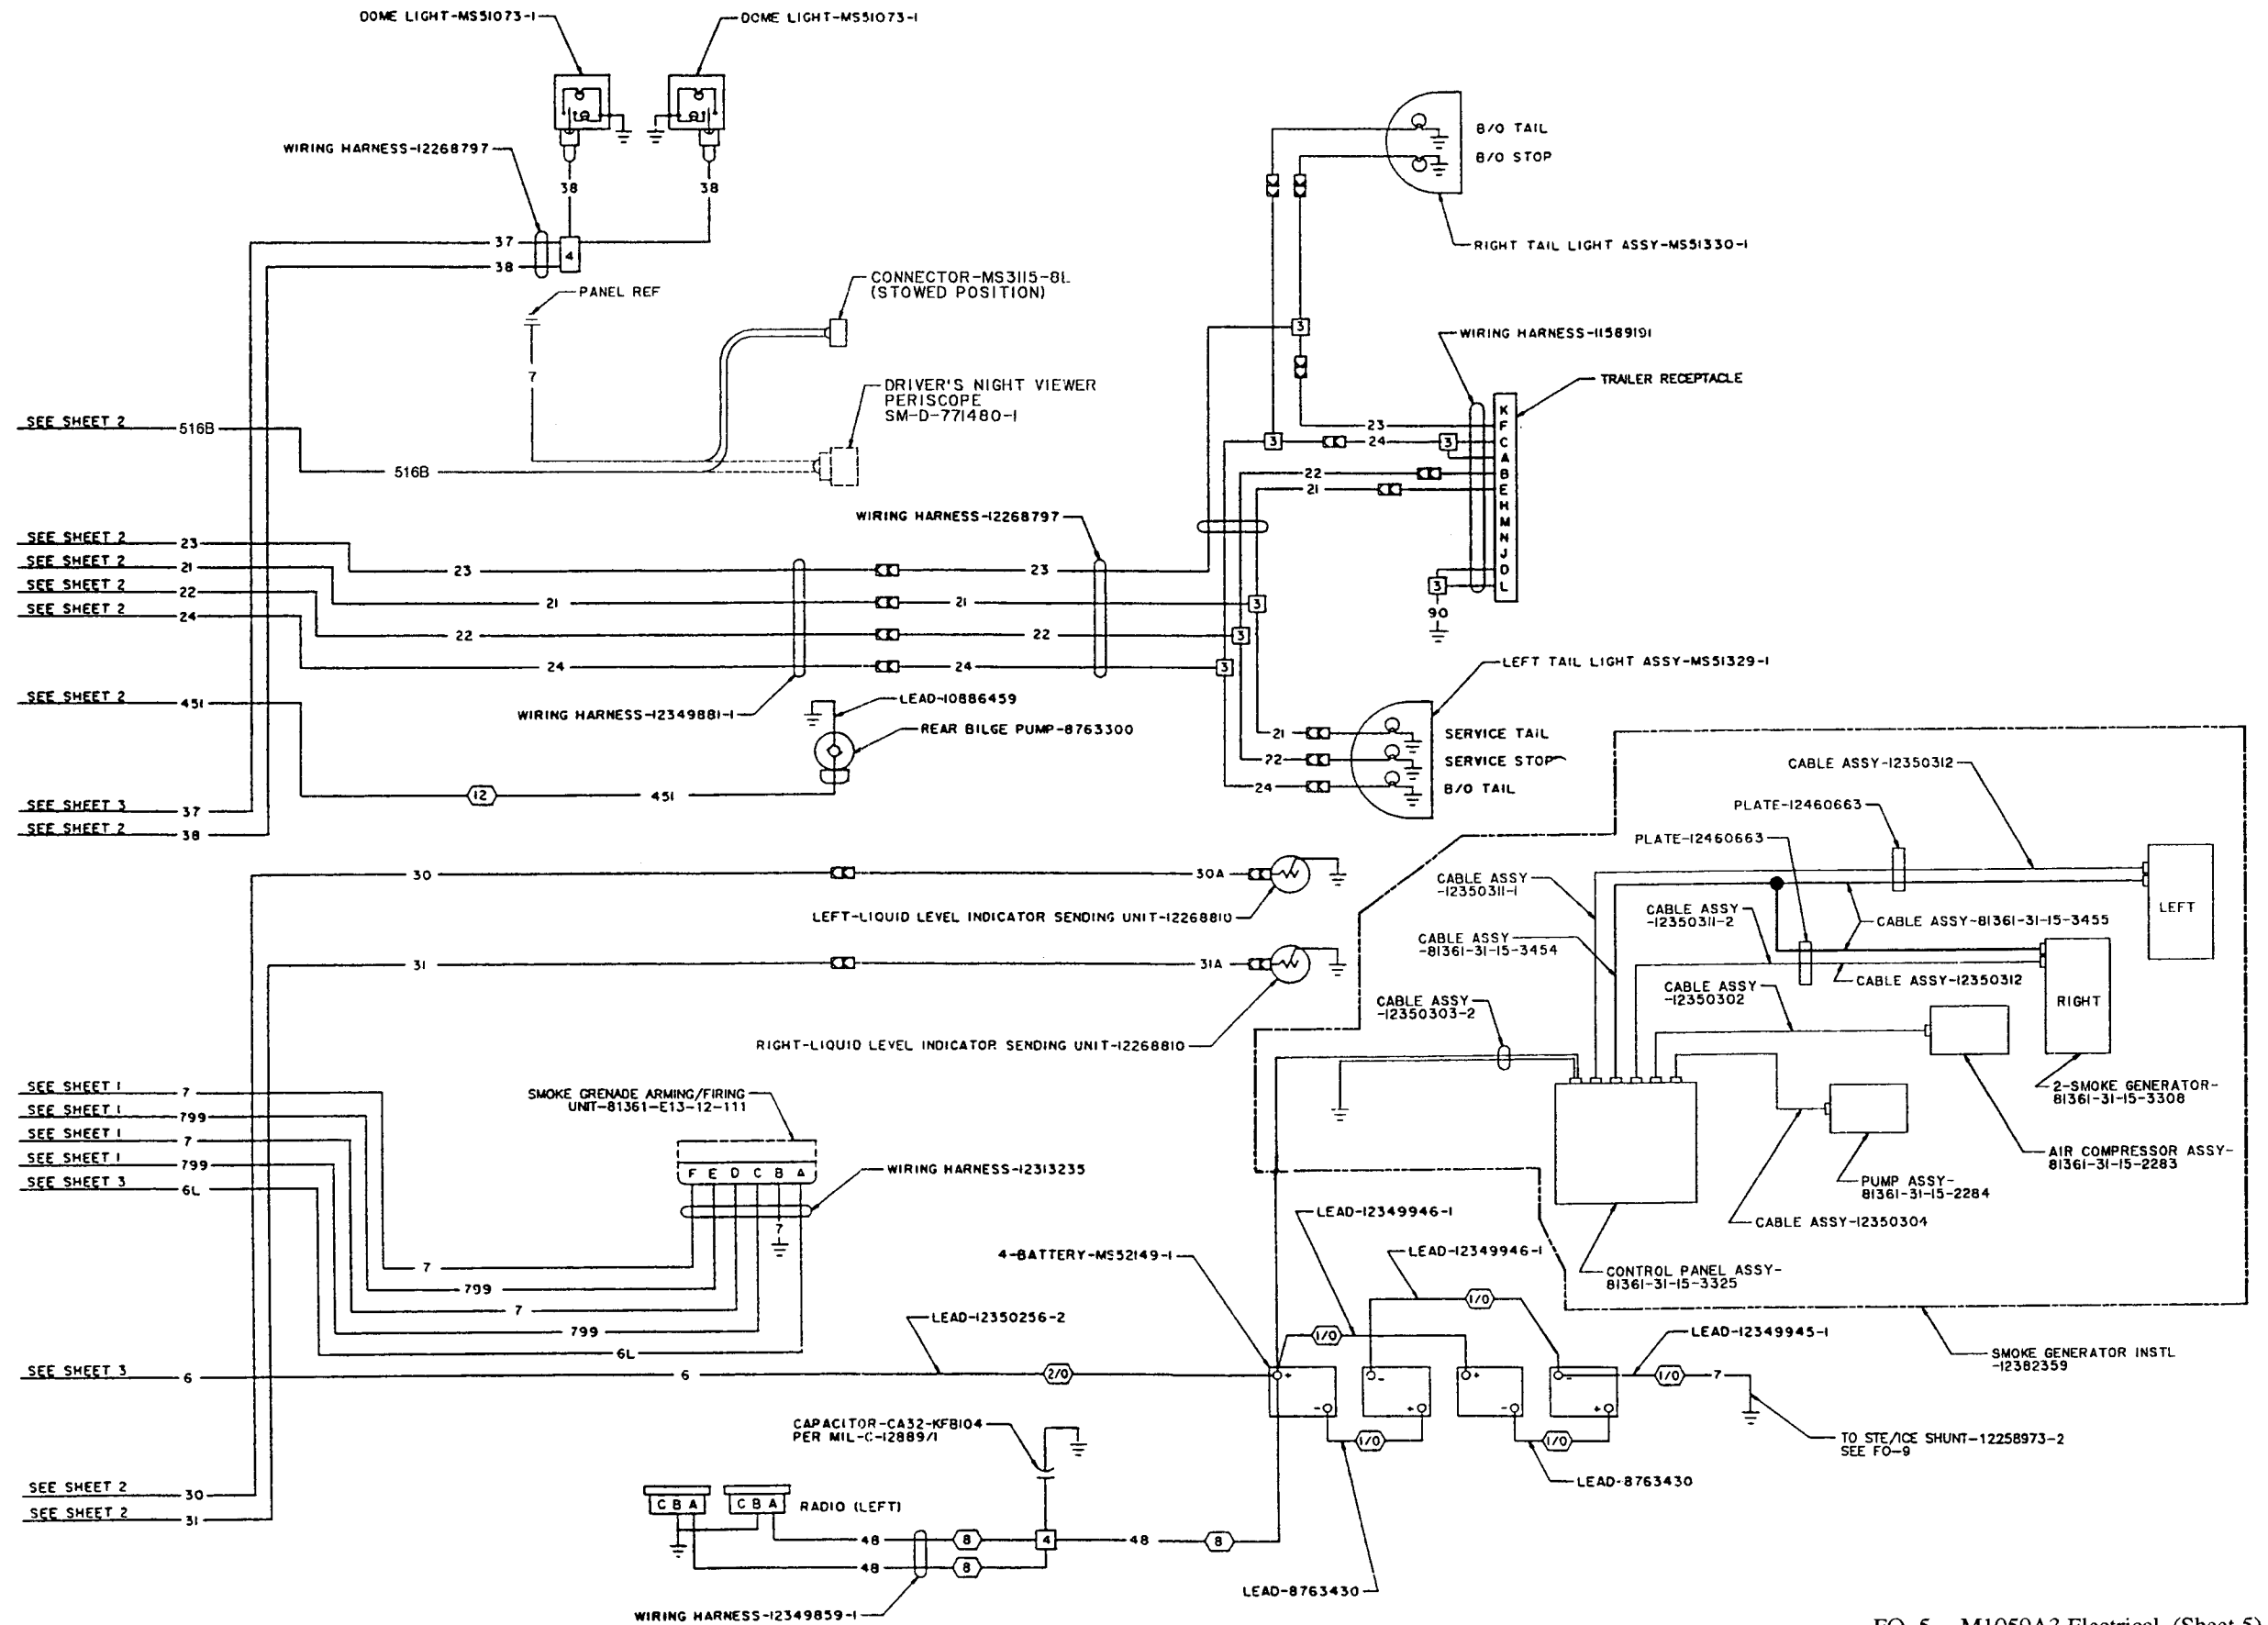 DOME LIGHT-MS51073-1
DOME LIGHT-MS51073-1
WIRING HARNESS-12268797
38
38
37
38
4
PANEL REF
7
CONNECTOR-MS3115-8L
(STOWED POSITION)
DRIVER'S NIGHT VIEWER
PERISCOPE
SM-D-771480-1
SEE SHEET 2
516B
516B
B/O TAIL
B/O STOP
RIGHT TAIL LIGHT ASSY-MS51330-1
3
WIRING HARNESS-11589191
TRAILER RECEPTACLE
23
3
24
3
22
21
K
F
C
A
B
E
H
M
N
J
D
L
3
90
WIRING HARNESS-12268797
SEE SHEET 2
23
SEE SHEET 2
21
SEE SHEET 2
22
SEE SHEET 2
24
23
23
21
21
3
22
22
3
24
24
3
WIRING HARNESS-12349881-1
LEFT TAIL LIGHT ASSY-MS51329-1
21
SERVICE TAIL
22
SERVICE STOP
24
B/O TAIL
SEE SHEET 2
451
LEAD-10886459
REAR BILGE PUMP-8763300
12
451
SEE SHEET 3
37
SEE SHEET 2
38
30
30A
LEFT-LIQUID LEVEL INDICATOR SENDING UNIT-12268810
31
31A
RIGHT-LIQUID LEVEL INDICATOR SENDING UNIT-12268810
CABLE ASSY-12350312
PLATE-12460663
PLATE-12460663
CABLE ASSY
-12350311-1
CABLE ASSY
-12350311-2
CABLE ASSY
-81361-31-15-3454
CABLE ASSY-81361-31-15-3455
LEFT
CABLE ASSY-12350312
CABLE ASSY
-12350302
RIGHT
CABLE ASSY
-12350303-2
2-SMOKE GENERATOR-
81361-31-15-3308
AIR COMPRESSOR ASSY-
81361-31-15-2283
PUMP ASSY-
81361-31-15-2284
CABLE ASSY-12350304
CONTROL PANEL ASSY-
81361-31-15-3325
SMOKE GENERATOR INSTL
-12382359
SEE SHEET 1
7
SEE SHEET 1
799
SEE SHEET 1
7
SEE SHEET 1
799
SEE SHEET 3
6L
SMOKE GRENADE ARMING/FIRING
UNIT-81361-E13-12-111
F E D C B A
WIRING HARNESS-12313235
7
7
799
7
799
6L
SEE SHEET 3
6
6
LEAD-12350256-2
2/0
4-BATTERY-MS52149-1
LEAD-12349946-1
LEAD-12349946-1
1/0
1/0
LEAD-12349945-1
1/0
7
+
-
-
+
+
-
-
+
1/0
1/0
LEAD-8763430
LEAD-8763430
TO STE/ICE SHUNT-12258973-2
SEE FO-9
CAPACITOR-CA32-KFB104
PER MIL-C-12889/1
C B A
C B A
RADIO (LEFT)
48
8
4
48
8
48
8
WIRING HARNESS-12349859-1
SEE SHEET 2
30
SEE SHEET 2
31